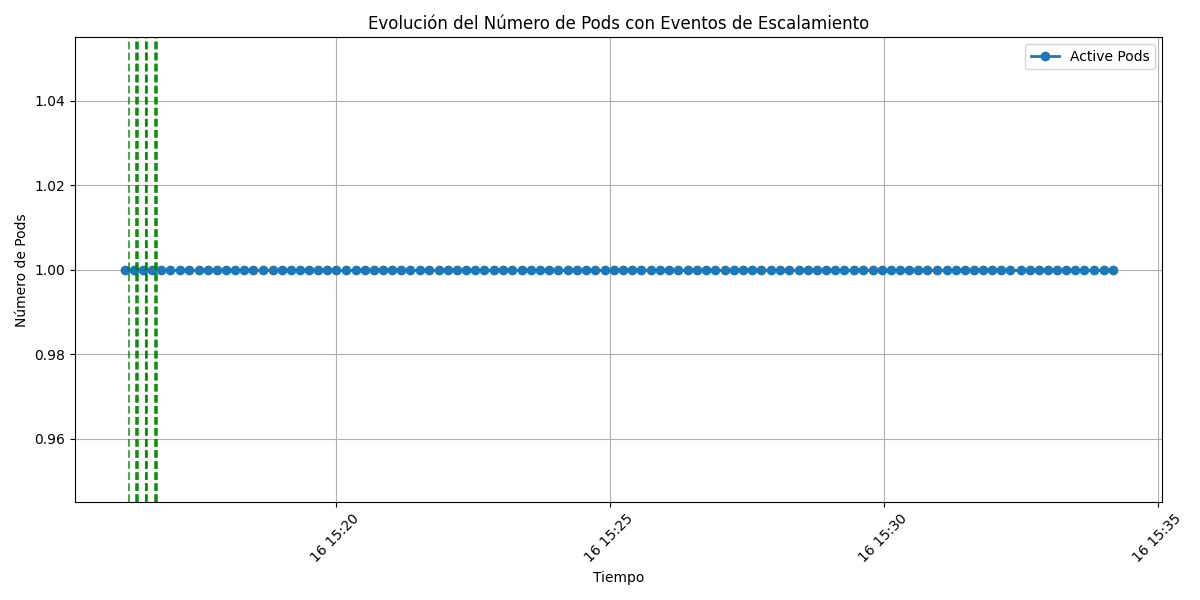 Evolución del Número de Pods con Eventos de Escalamiento
Active Pods
1.04
1.02
1.00
0.98
0.96
Número de Pods
16 15:20
16 15:25
16 15:30
16 15:35
Tiempo